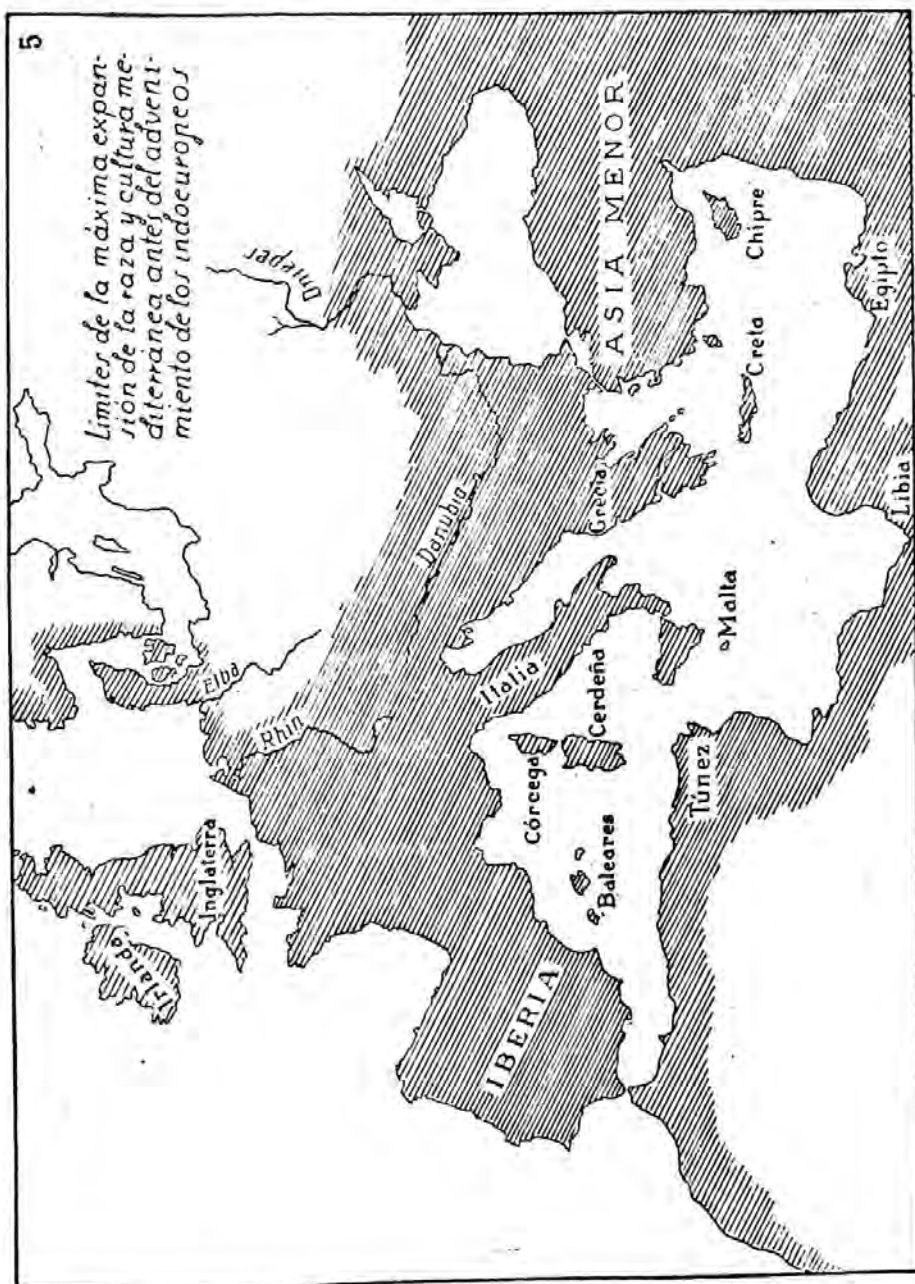 5
Límites de la máxima expan-
sión de la raza y cultura me-
diterránea antes del adveni-
miento de los indoeuropeos
Irlanda
Inglaterra
Elba
Rhin
Dnieper
Danubio
IBERIA
Italia
Grecia
ASIA MENOR
Córcega
Cerdeña
Baleares
Túnez
Malta
Creta
Chipre
Libia
Egipto